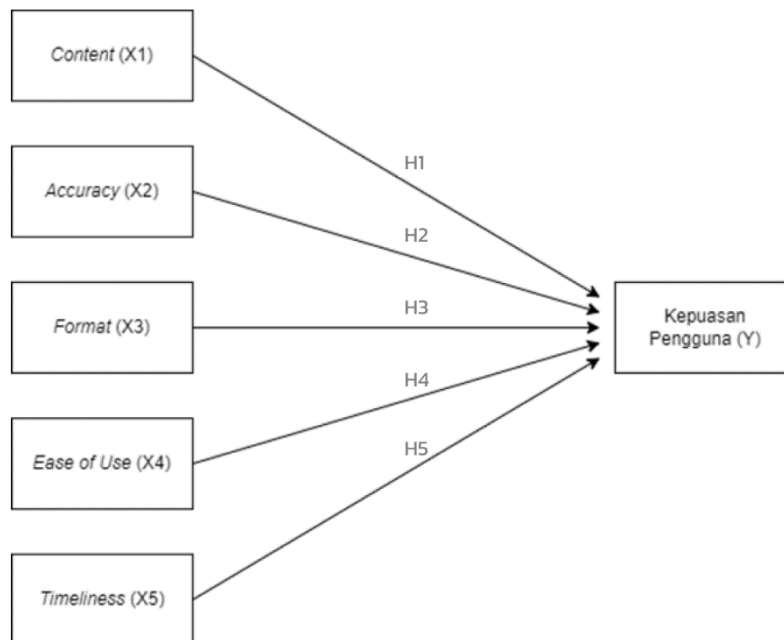 Content (X1)
H1
Accuracy (X2)
H2
Format (X3)
H3
Kepuasan
Pengguna (Y)
H4
Ease of Use (X4)
H5
Timeliness (X5)